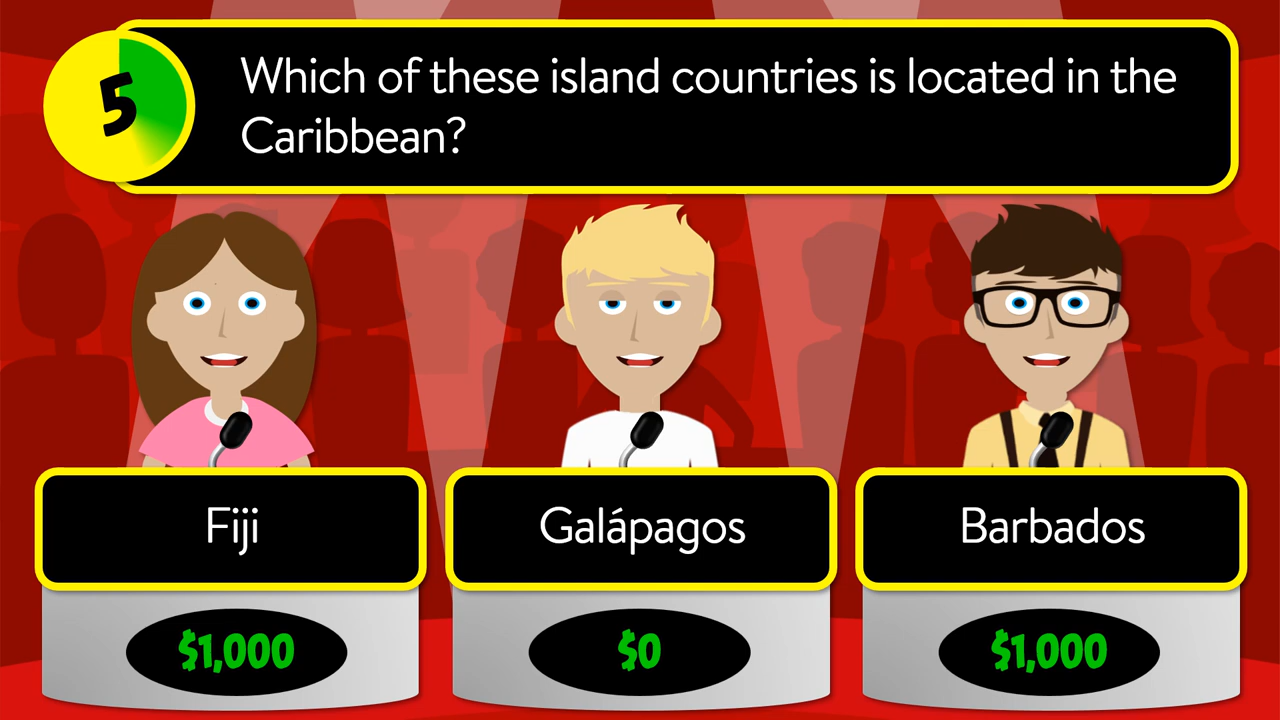 5
Which of these island countries is located in the
Caribbean?
Fiji
Galápagos
Barbados
$1,000
$0
$1,000